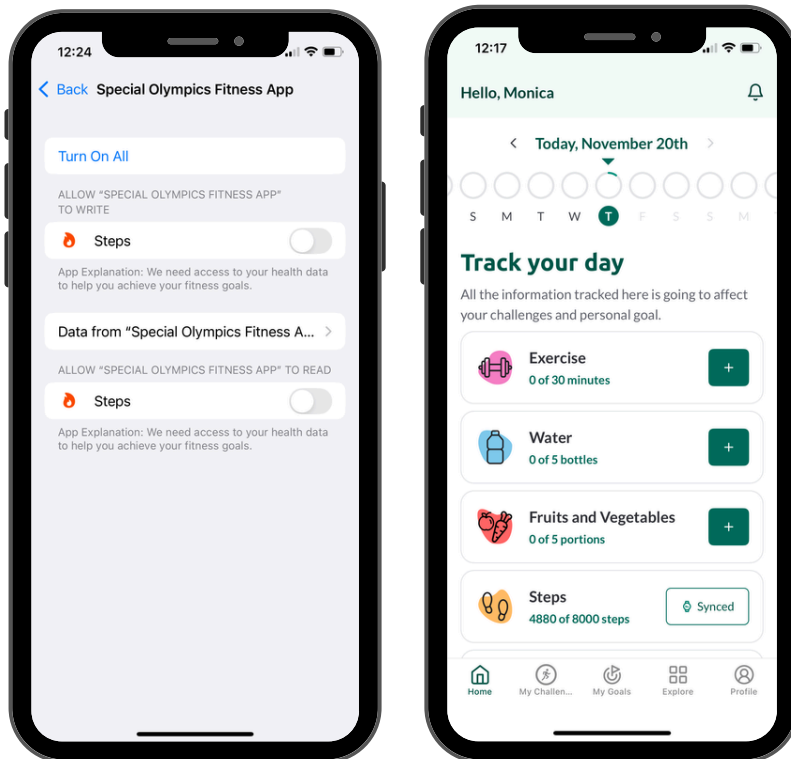 12:24
Back Special Olympics Fitness App
Turn On All
ALLOW “SPECIAL OLYMPICS FITNESS APP”
TO WRITE
Steps
App Explanation: We need access to your health data
to help you achieve your fitness goals.
Data from “Special Olympics Fitness A...
ALLOW “SPECIAL OLYMPICS FITNESS APP” TO READ
Steps
App Explanation: We need access to your health data
to help you achieve your fitness goals.
12:17
Hello, Monica
Today, November 20th
S M T W T F S S M
Track your day
All the information tracked here is going to affect
your challenges and personal goal.
Exercise
0 of 30 minutes
+
Water
0 of 5 bottles
+
Fruits and Vegetables
0 of 5 portions
+
Steps
4880 of 8000 steps
Synced
Home My Challen... My Goals Explore Profile